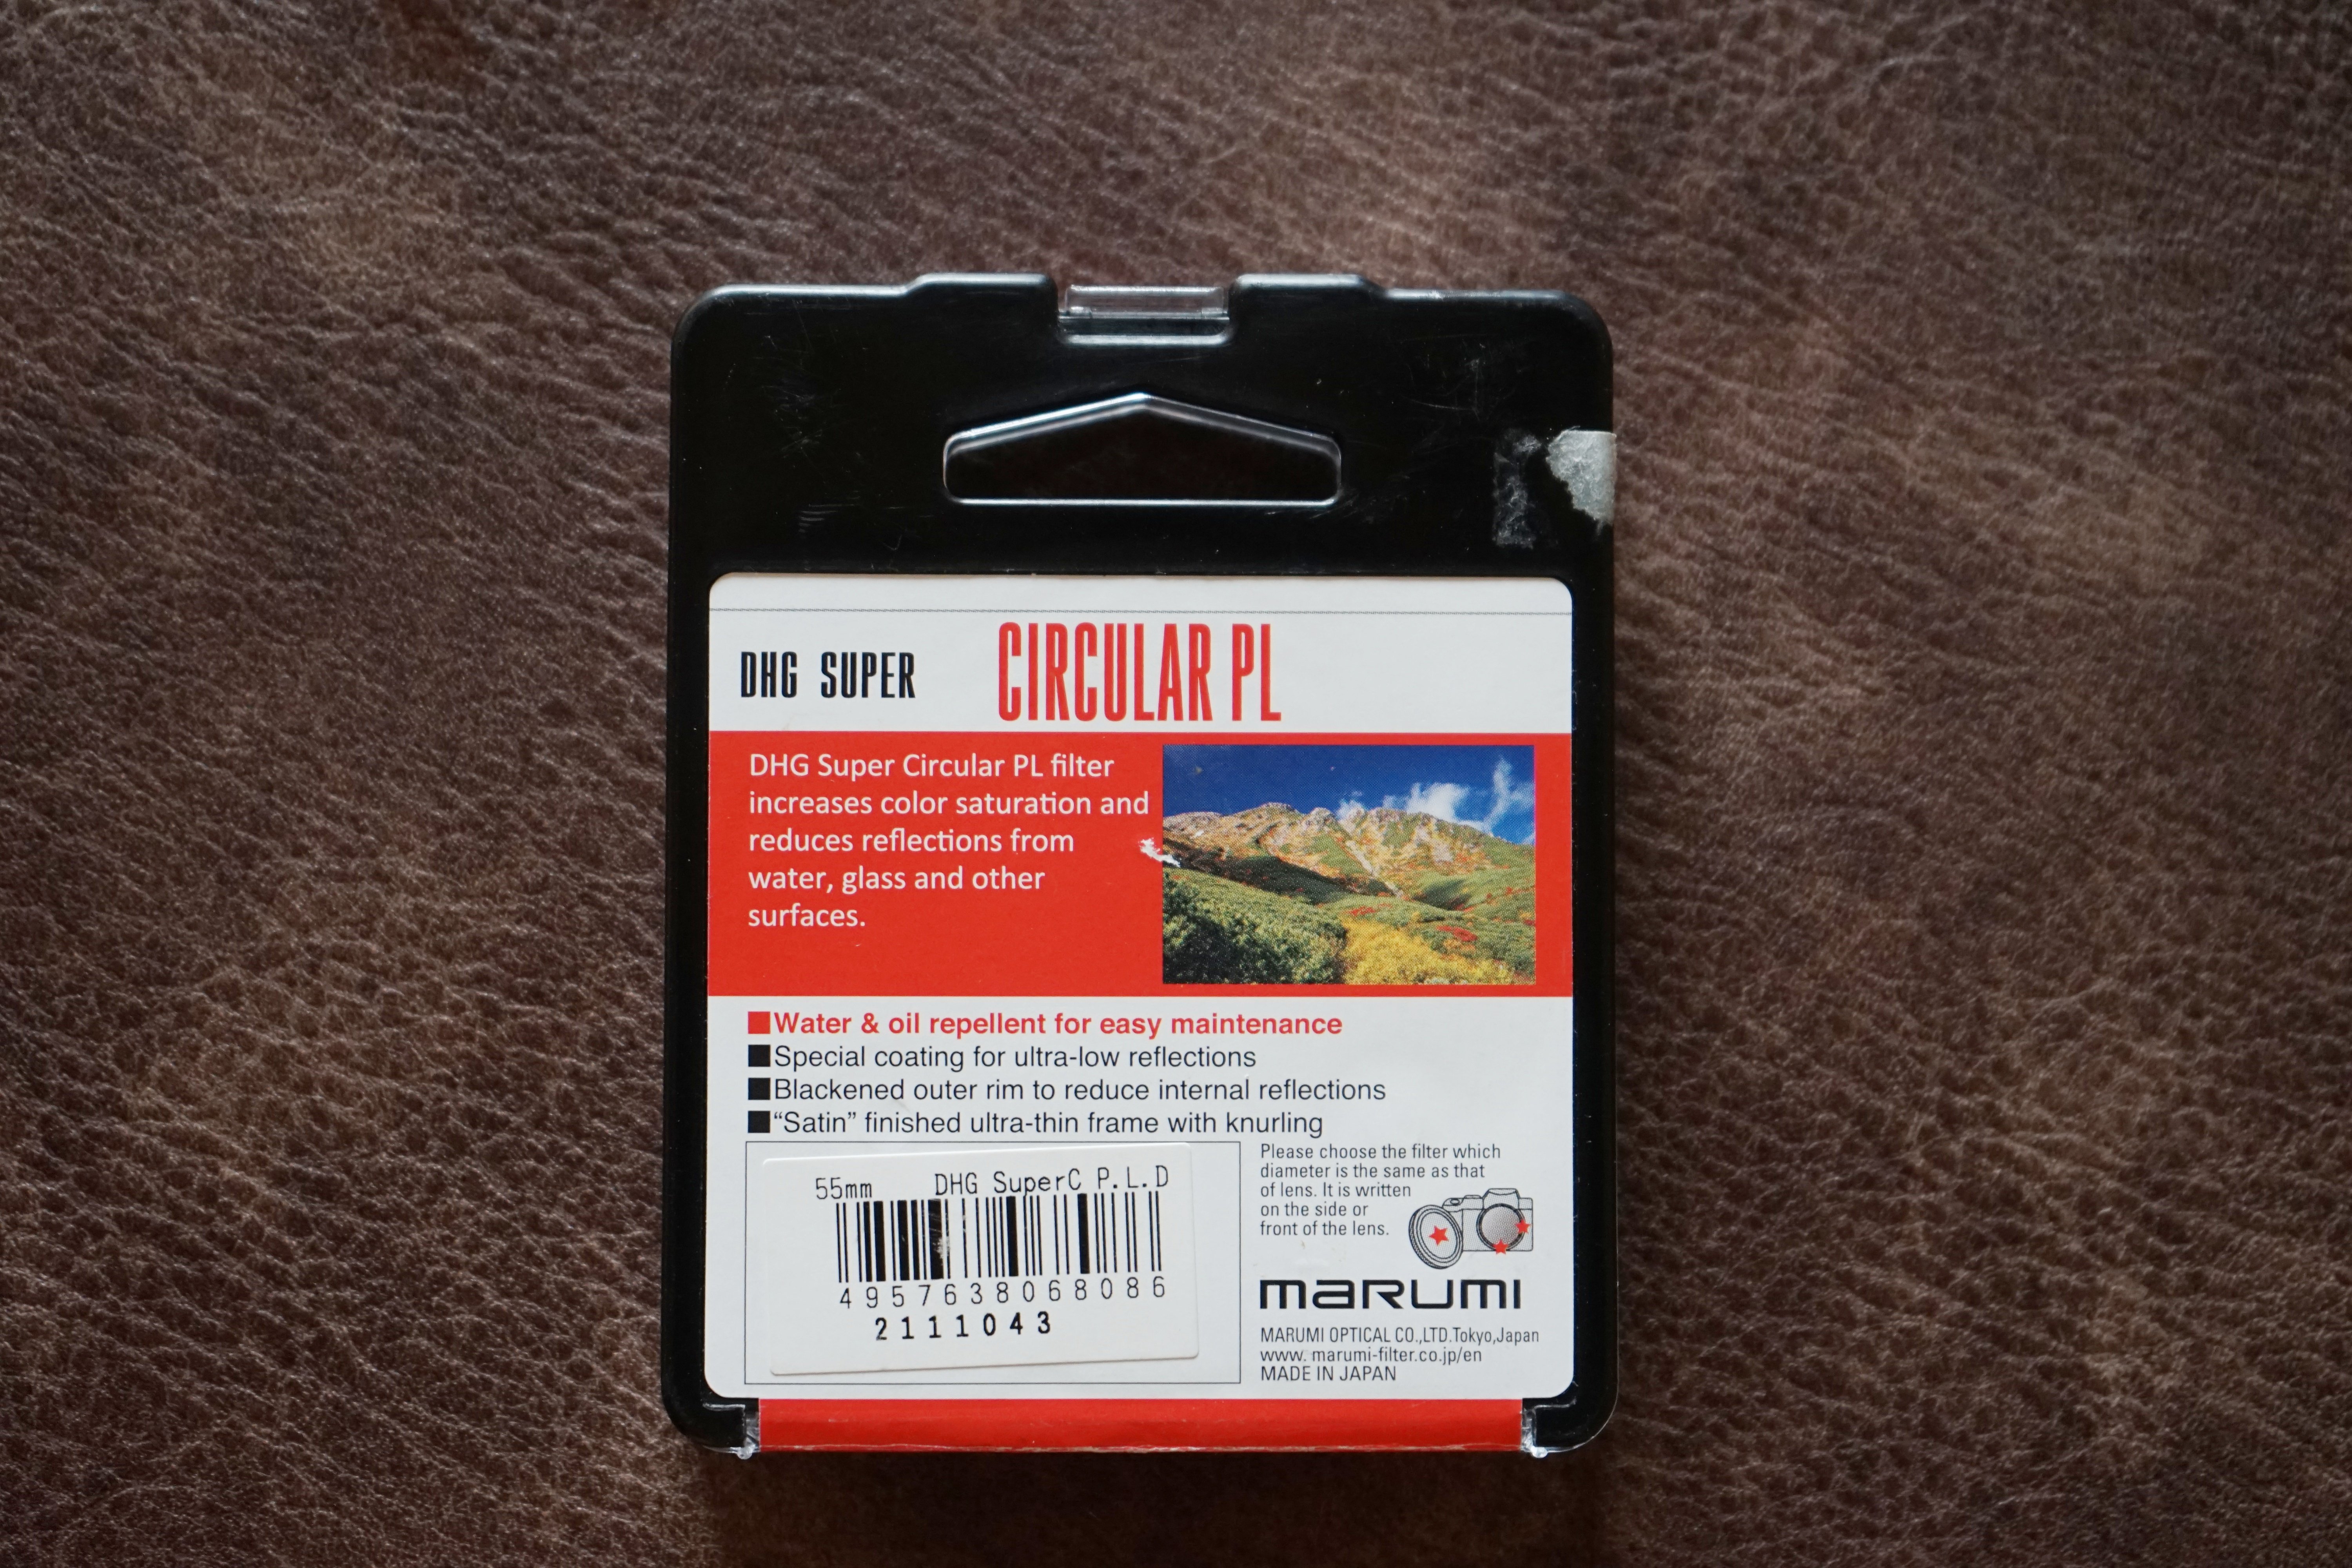 DHG SUPER CIRCULAR PL
DHG Super Circular PL filter
increases color saturation and
reduces reflections from
water, glass and other
surfaces.
■Water & oil repellent for easy maintenance
■Special coating for ultra-low reflections
■Blackened outer rim to reduce internal reflections
■“Satin” finished ultra-thin frame with knurling
55mm DHG SuperC P.L.D
4957638068086
2111043
Please choose the filter which
diameter is the same as that
of lens. It is written
on the side or
front of the lens.
marumi
MARUMI OPTICAL CO.,LTD.Tokyo,Japan
www.marumi-filter.co.jp/en
MADE IN JAPAN